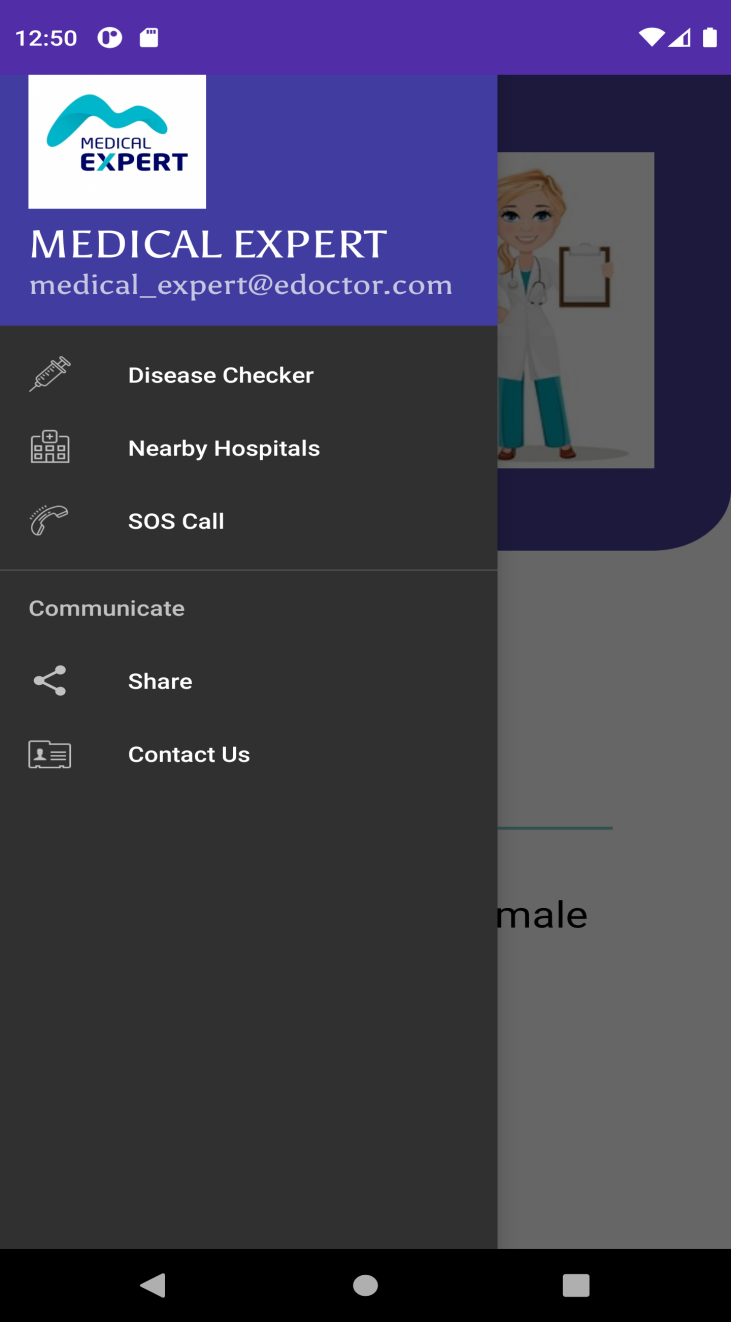 12:50
MEDICAL
EXPERT
MEDICAL EXPERT
medical_expert@edoctor.com
Disease Checker
Nearby Hospitals
SOS Call
Communicate
Share
Contact Us
male